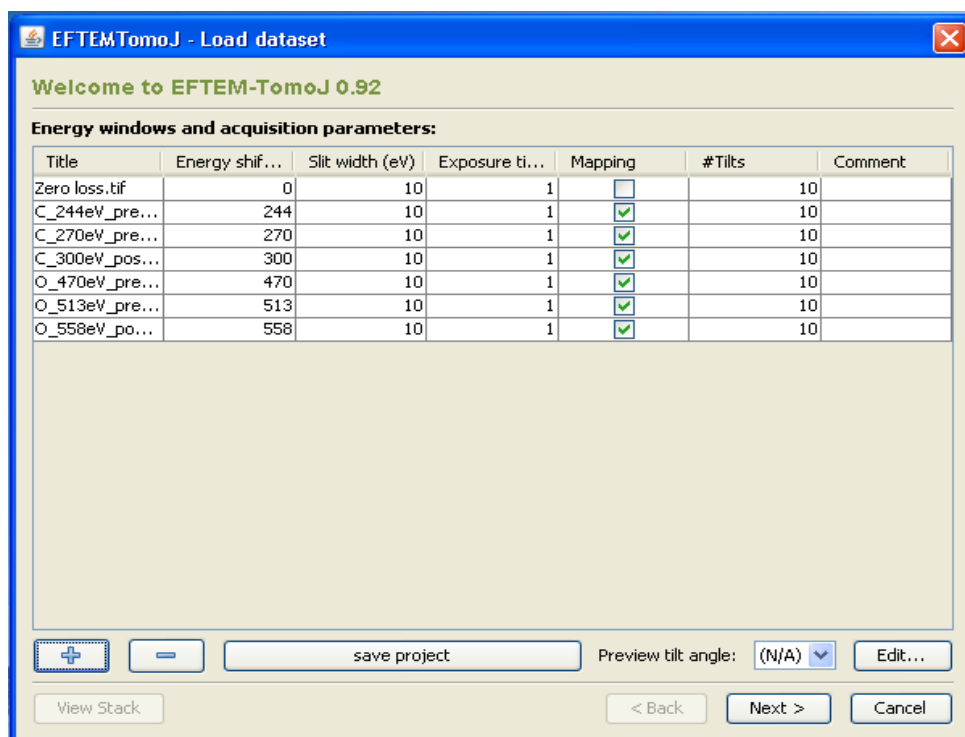 EFTEMTomoJ - Load dataset
Welcome to EFTEM-TomoJ 0.92
Energy windows and acquisition parameters:
Title Energy shif... Slit width (eV) Exposure ti... Mapping #Tilts Comment
Zero loss.tif 0 10 1 10
C_244eV_pre... 244 10 1 10
C_270eV_pre... 270 10 1 10
C_300eV_pos... 300 10 1 10
O_470eV_pre... 470 10 1 10
O_513eV_pre... 513 10 1 10
O_558eV_po... 558 10 1 10
save project Preview tilt angle: (N/A) Edit...
View Stack < Back Next > Cancel